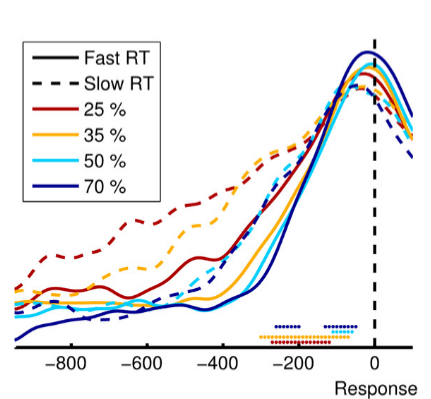 Fast RT
Slow RT
25 %
35 %
50 %
70 %
−800 −600 −400 −200 0
Response